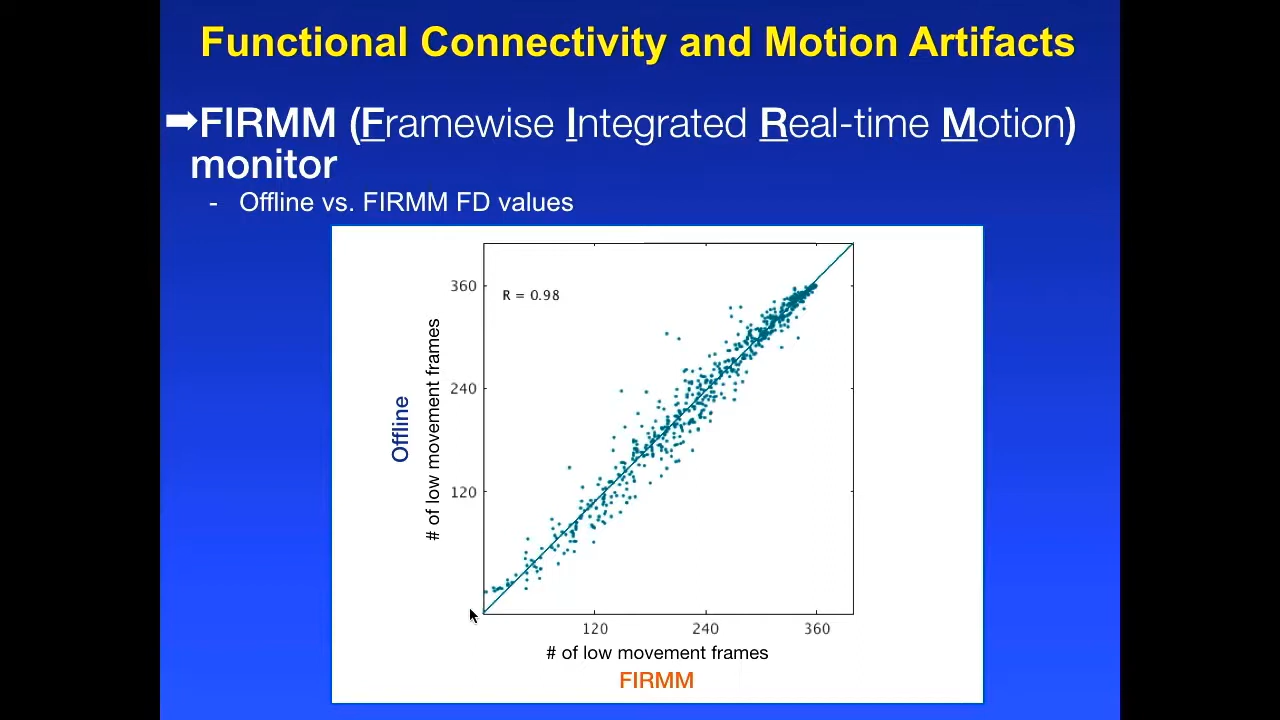 Functional Connectivity and Motion Artifacts
➡FIRMM (Framewise Integrated Real-time Motion)
monitor
- Offline vs. FIRMM FD values
R = 0.98
360
240
120
Offline
# of low movement frames
120 240 360
# of low movement frames
FIRMM